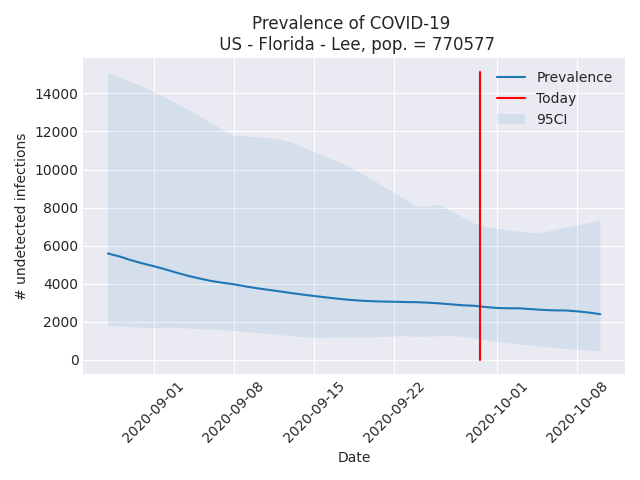 Prevalence of COVID-19
US - Florida - Lee, pop. = 770577
Prevalence
Today
95CI
# undetected infections
14000
12000
10000
8000
6000
4000
2000
0
2020-09-01
2020-09-08
2020-09-15
2020-09-22
2020-10-01
2020-10-08
Date